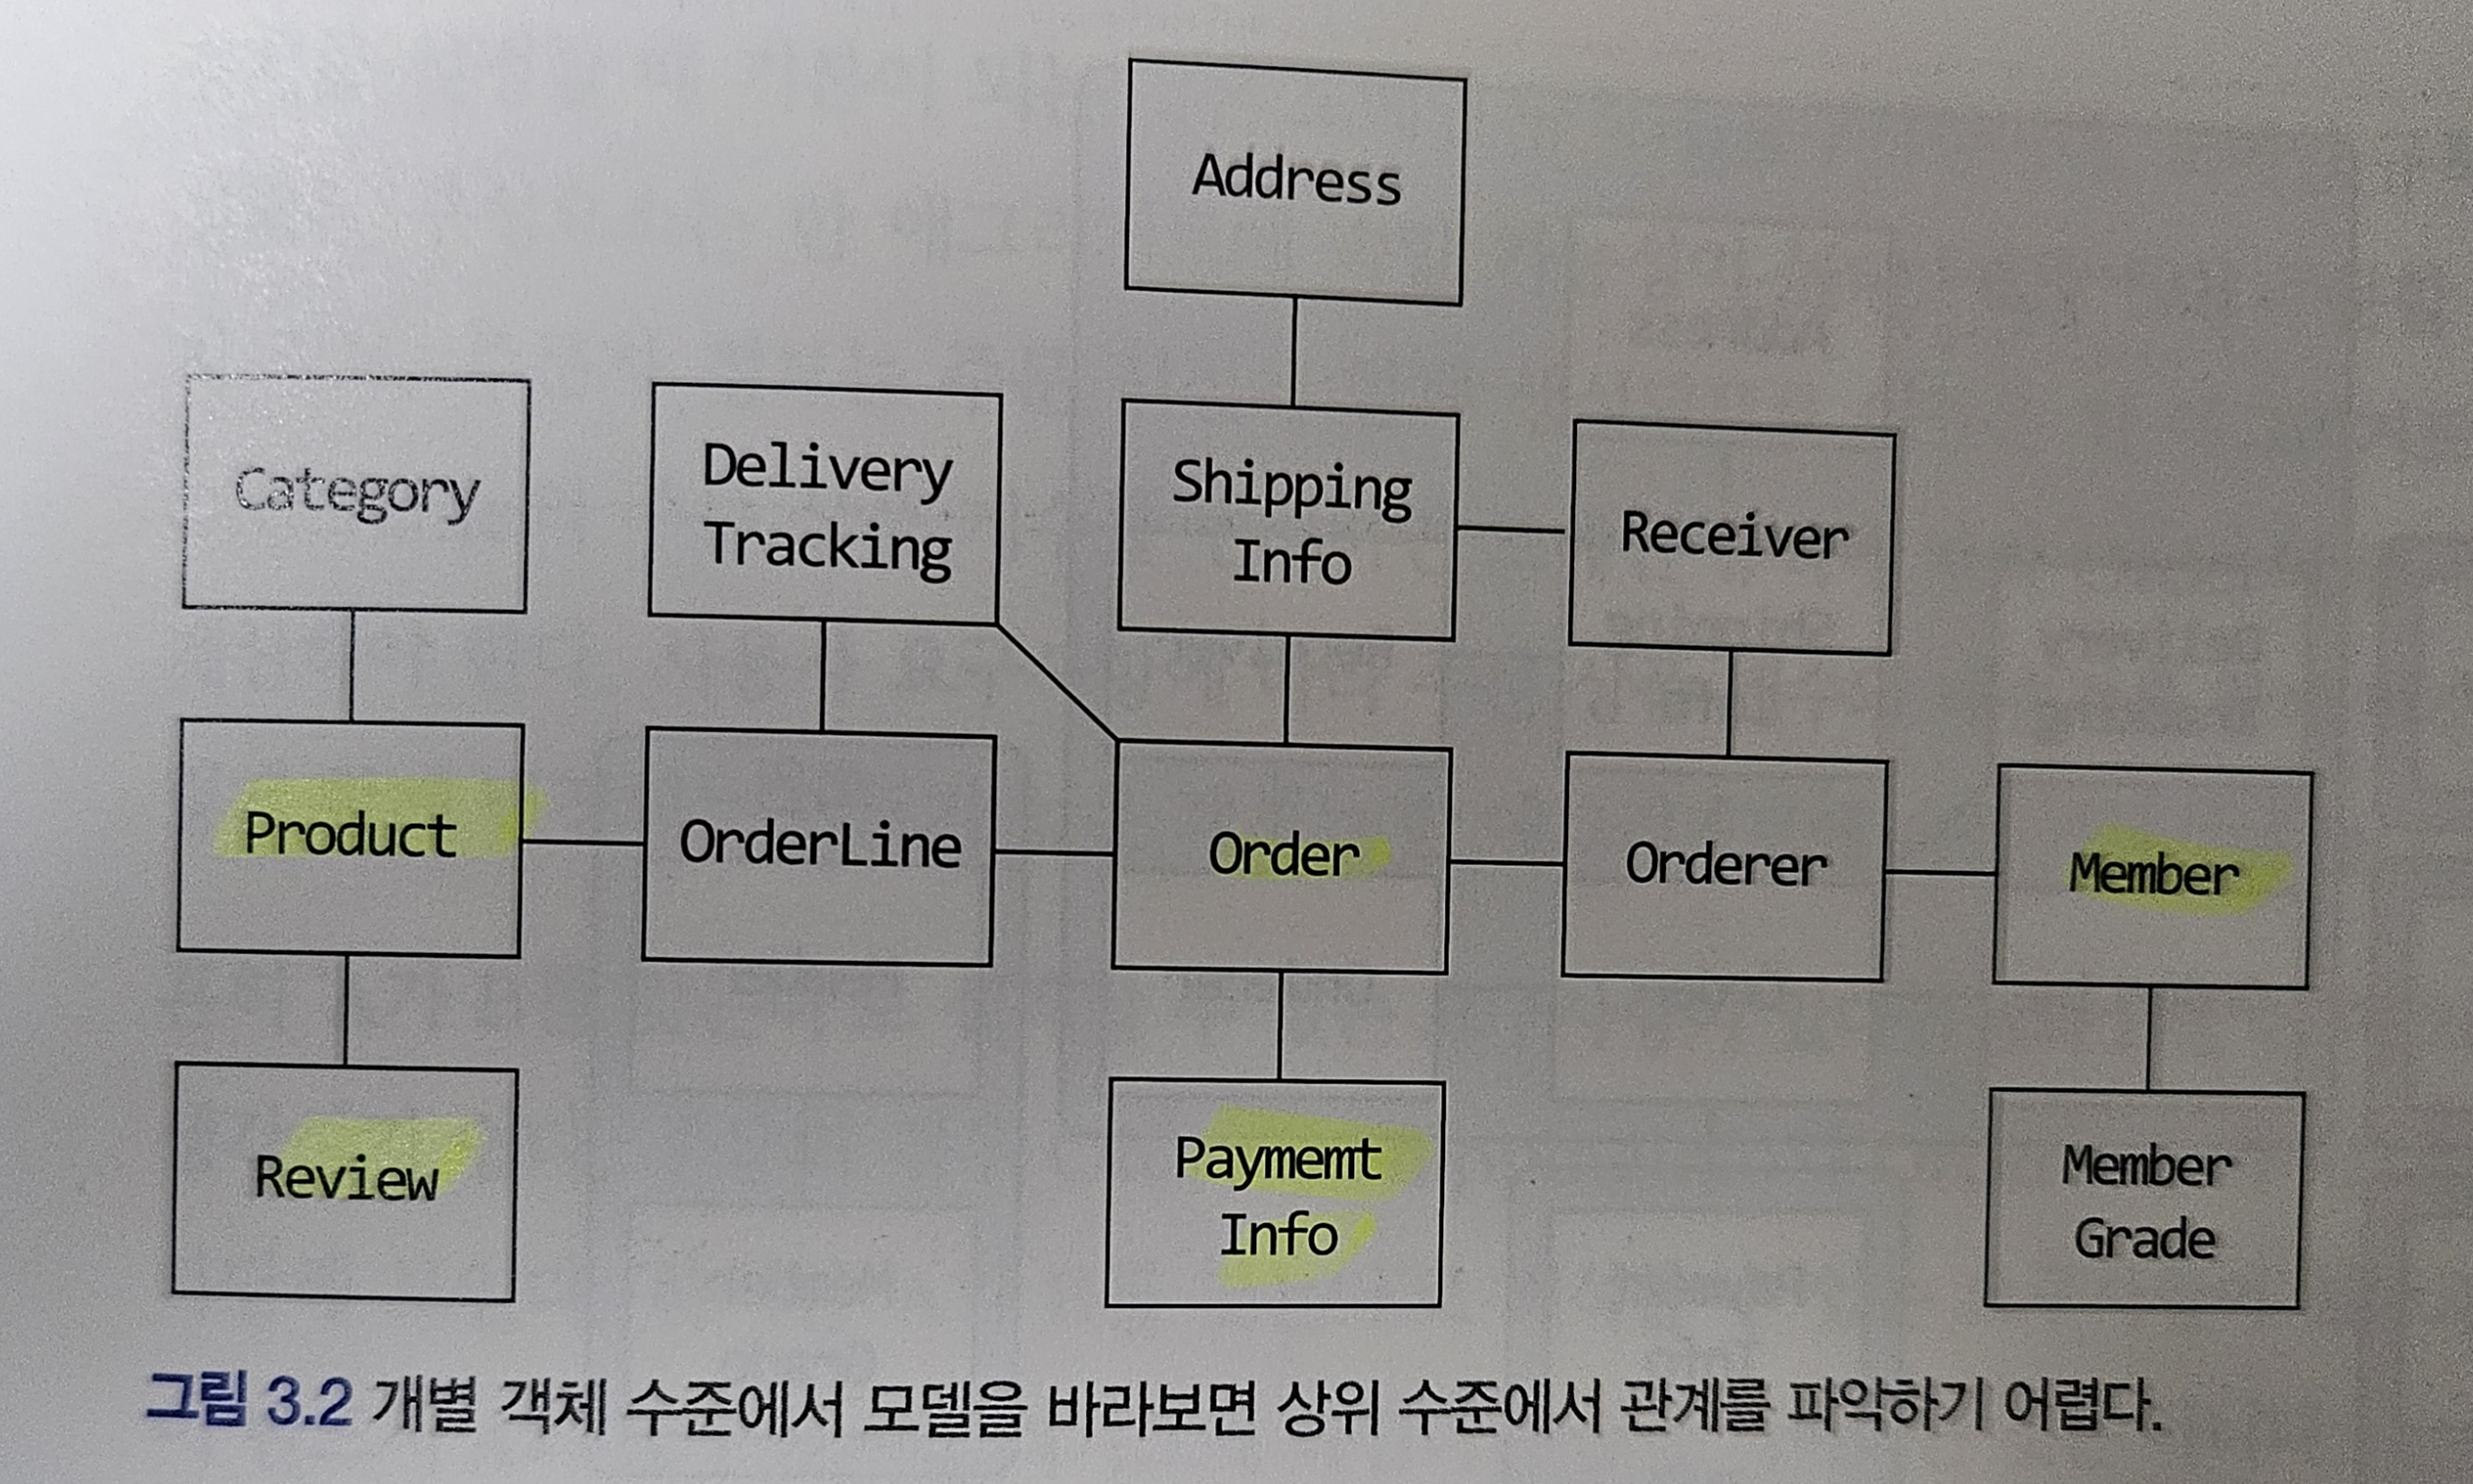 Address
Category
Delivery
Tracking
Shipping
Info
Receiver
Product
OrderLine
Order
Orderer
Member
Review
Paymemt
Info
Member
Grade
그림 3.2 개별 객체 수준에서 모델을 바라보면 상위 수준에서 관계를 파악하기 어렵다.